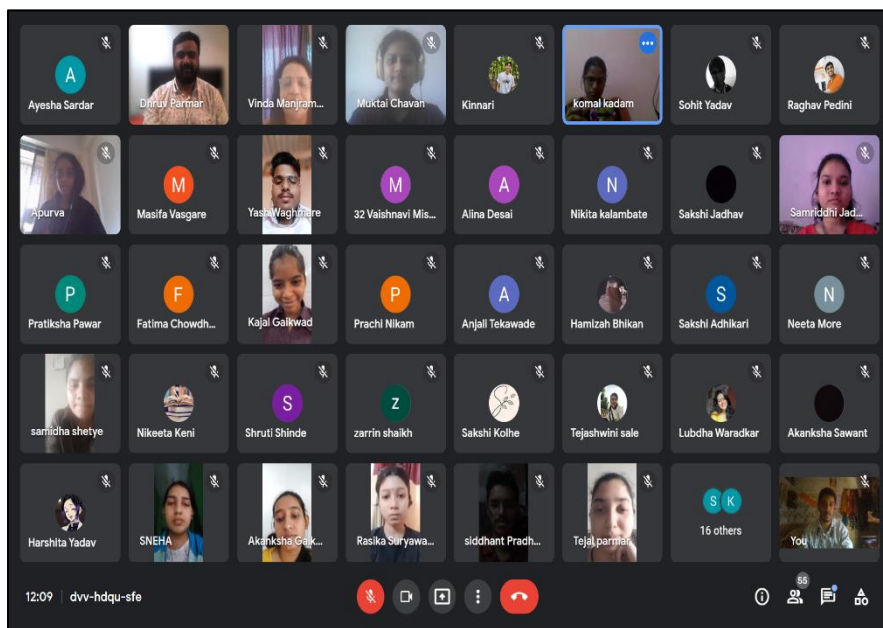 A
Ayesha Sardar
Dhruv Parmar
Vinda Manjram...
Muktai Chavan
Kinnari
komal kadam
Sohit Yadav
Raghav Pedini
Apurva
M
Masifa Vasgare
Yash Waghmare
M
32 Vaishnavi Mis...
A
Alina Desai
N
Nikita kalambate
Sakshi Jadhav
Samriddhi Jad...
P
Pratiksha Pawar
F
Fatima Chowdh...
Kajal Gaikwad
P
Prachi Nikam
A
Anjali Tekawade
Hamizah Bhikan
S
Sakshi Adhikari
N
Neeta More
samidha shetye
Nikeeta Keni
S
Shruti Shinde
z
zarrin shaikh
Sakshi Kolhe
Tejashwini sale
Lubdha Waradkar
Akanksha Sawant
Harshita Yadav
SNEHA
Akanksha Gaik...
Rasika Suryawa...
siddhant Pradh...
Tejal parmar
S K
16 others
You
12:09 | dvv-hdqu-sfe
55